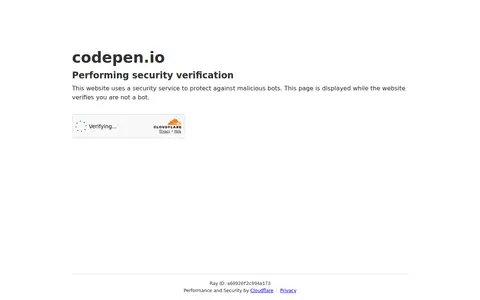 codepen.io
Performing security verification
This website uses a security service to protect against malicious bots. This page is displayed while the website
verifies you are not a bot.
Verifying...
CLOUDFLARE
Privacy • Help
Ray ID: a60920f2c994a173
Performance and Security by Cloudflare | Privacy